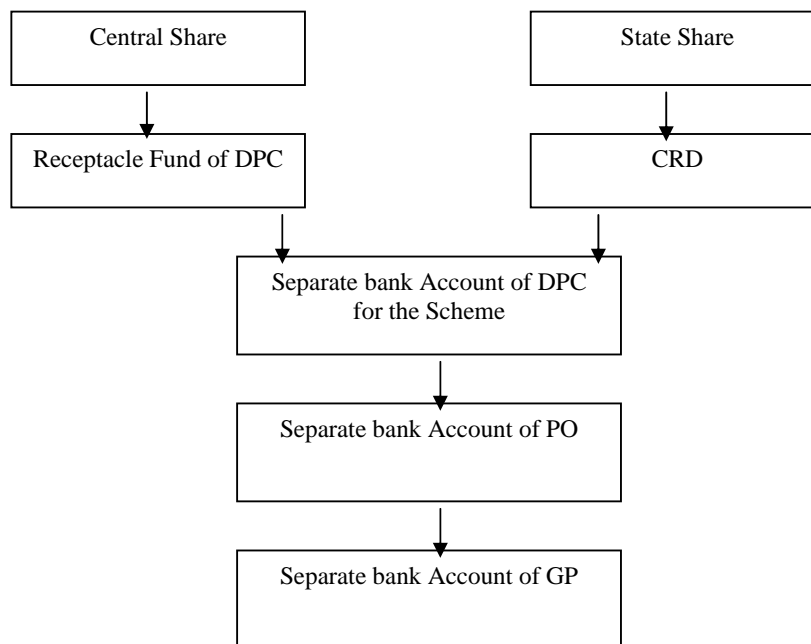 Central Share
State Share
Receptacle Fund of DPC
CRD
Separate bank Account of DPC
for the Scheme
Separate bank Account of PO
Separate bank Account of GP